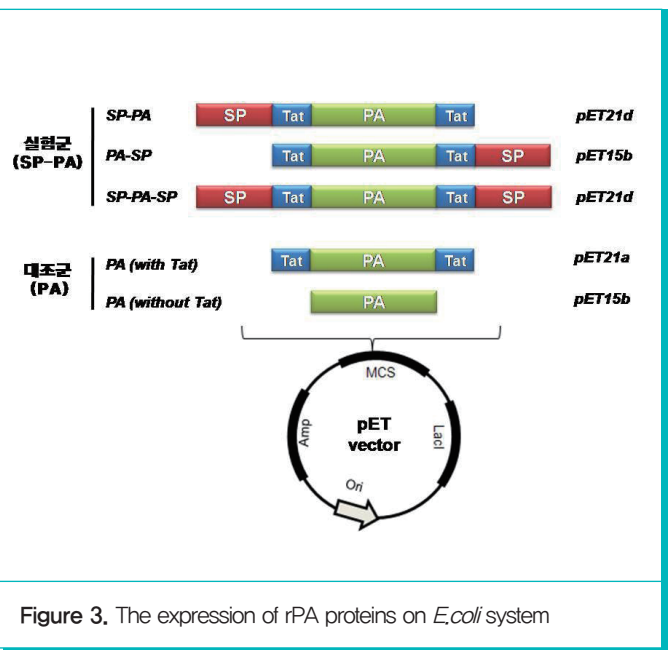 실험군
(SP-PA)
SP-PA SP Tat PA Tat pET21d
PA-SP Tat PA Tat SP pET15b
SP-PA-SP SP Tat PA Tat SP pET21d
대조군
(PA)
PA (with Tat) Tat PA Tat pET21a
PA (without Tat) PA pET15b
MCS
Amp
pET
vector
LacI
Ori
Figure 3. The expression of rPA proteins on E.coli system